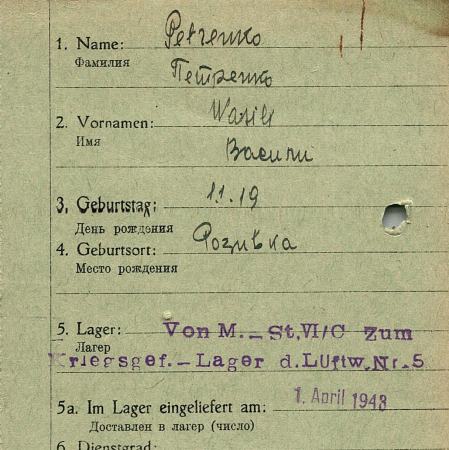 1. Name: Petrenko
Фамилия Петренко
2. Vornamen: Wasili
Имя Василий
3. Geburtstag: 1.1.19
День рождения
4. Geburtsort: Розивка
Место рождения
5. Lager: Von M.-St. VI/C zum
Лагер
Kriegsgef.-Lager d. LUftw. Nr. 5
5a. Im Lager eingeliefert am: 1. April 1943
Доставлен в лагер (число)
6. Dienstgrad: